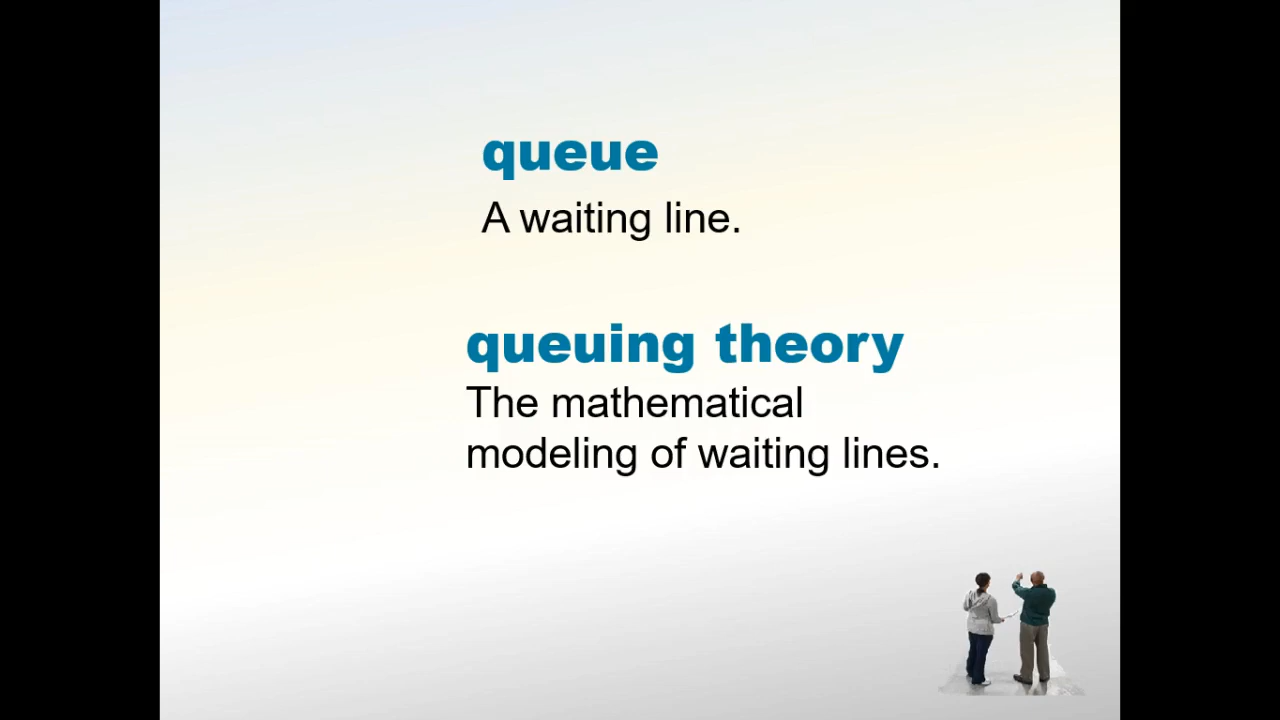 queue
A waiting line.
queuing theory
The mathematical
modeling of waiting lines.